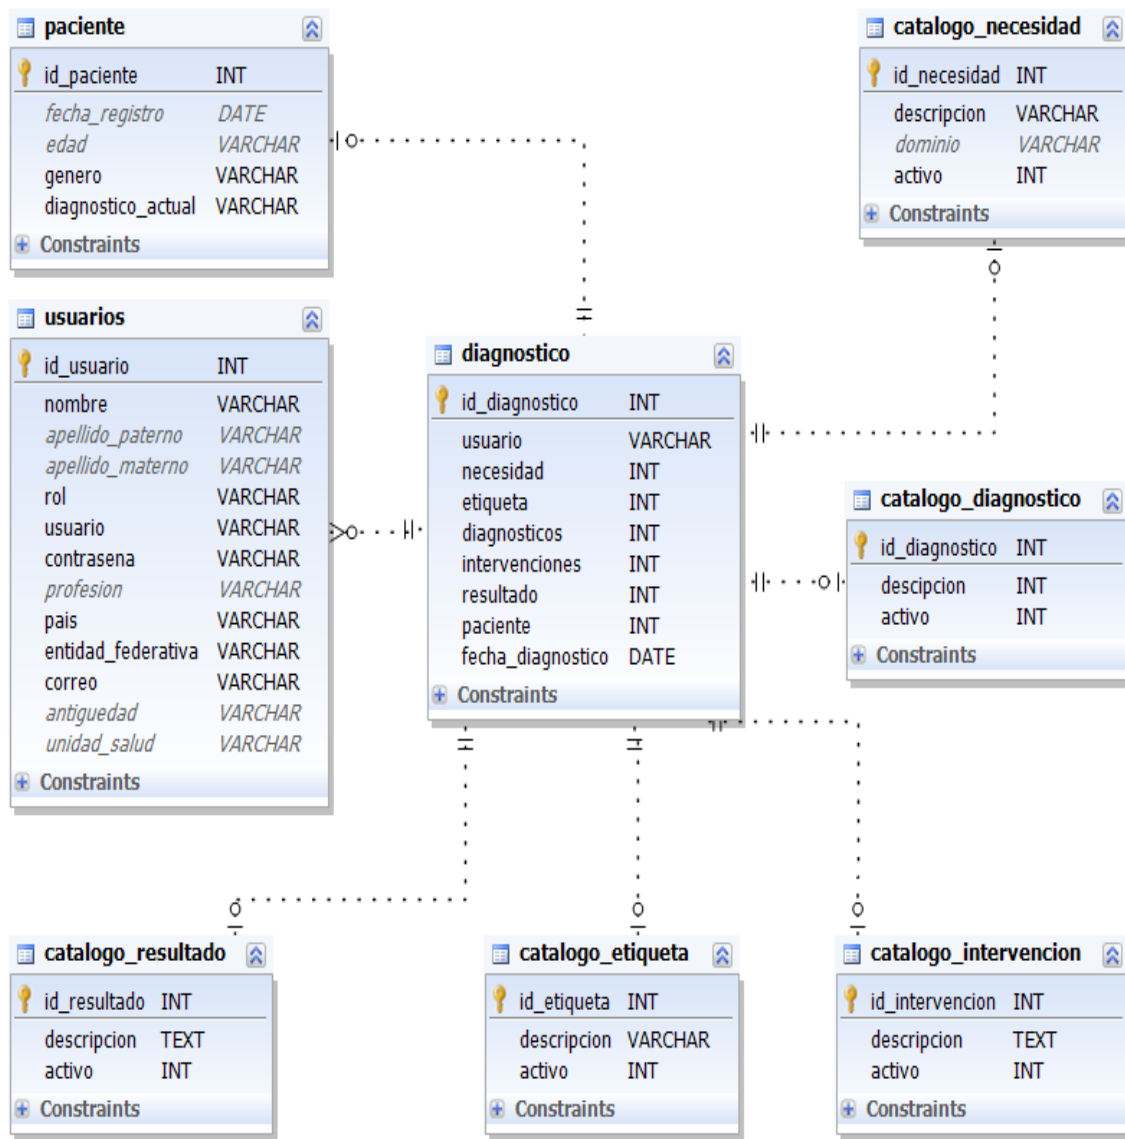 paciente
id_paciente INT
fecha_registro DATE
edad VARCHAR
genero VARCHAR
diagnostico_actual VARCHAR
Constraints
catalogo_necesidad
id_necesidad INT
descripcion VARCHAR
dominio VARCHAR
activo INT
Constraints
usuarios
id_usuario INT
nombre VARCHAR
apellido_paterno VARCHAR
apellido_materno VARCHAR
rol VARCHAR
usuario VARCHAR
contrasena VARCHAR
profesion VARCHAR
pais VARCHAR
entidad_federativa VARCHAR
correo VARCHAR
antiguedad VARCHAR
unidad_salud VARCHAR
Constraints
diagnostico
id_diagnostico INT
usuario VARCHAR
necesidad INT
etiqueta INT
diagnosticos INT
intervenciones INT
resultado INT
paciente INT
fecha_diagnostico DATE
Constraints
catalogo_diagnostico
id_diagnostico INT
descipcion INT
activo INT
Constraints
catalogo_resultado
id_resultado INT
descripcion TEXT
activo INT
Constraints
catalogo_etiqueta
id_etiqueta INT
descripcion VARCHAR
activo INT
Constraints
catalogo_intervencion
id_intervencion INT
descripcion TEXT
activo INT
Constraints